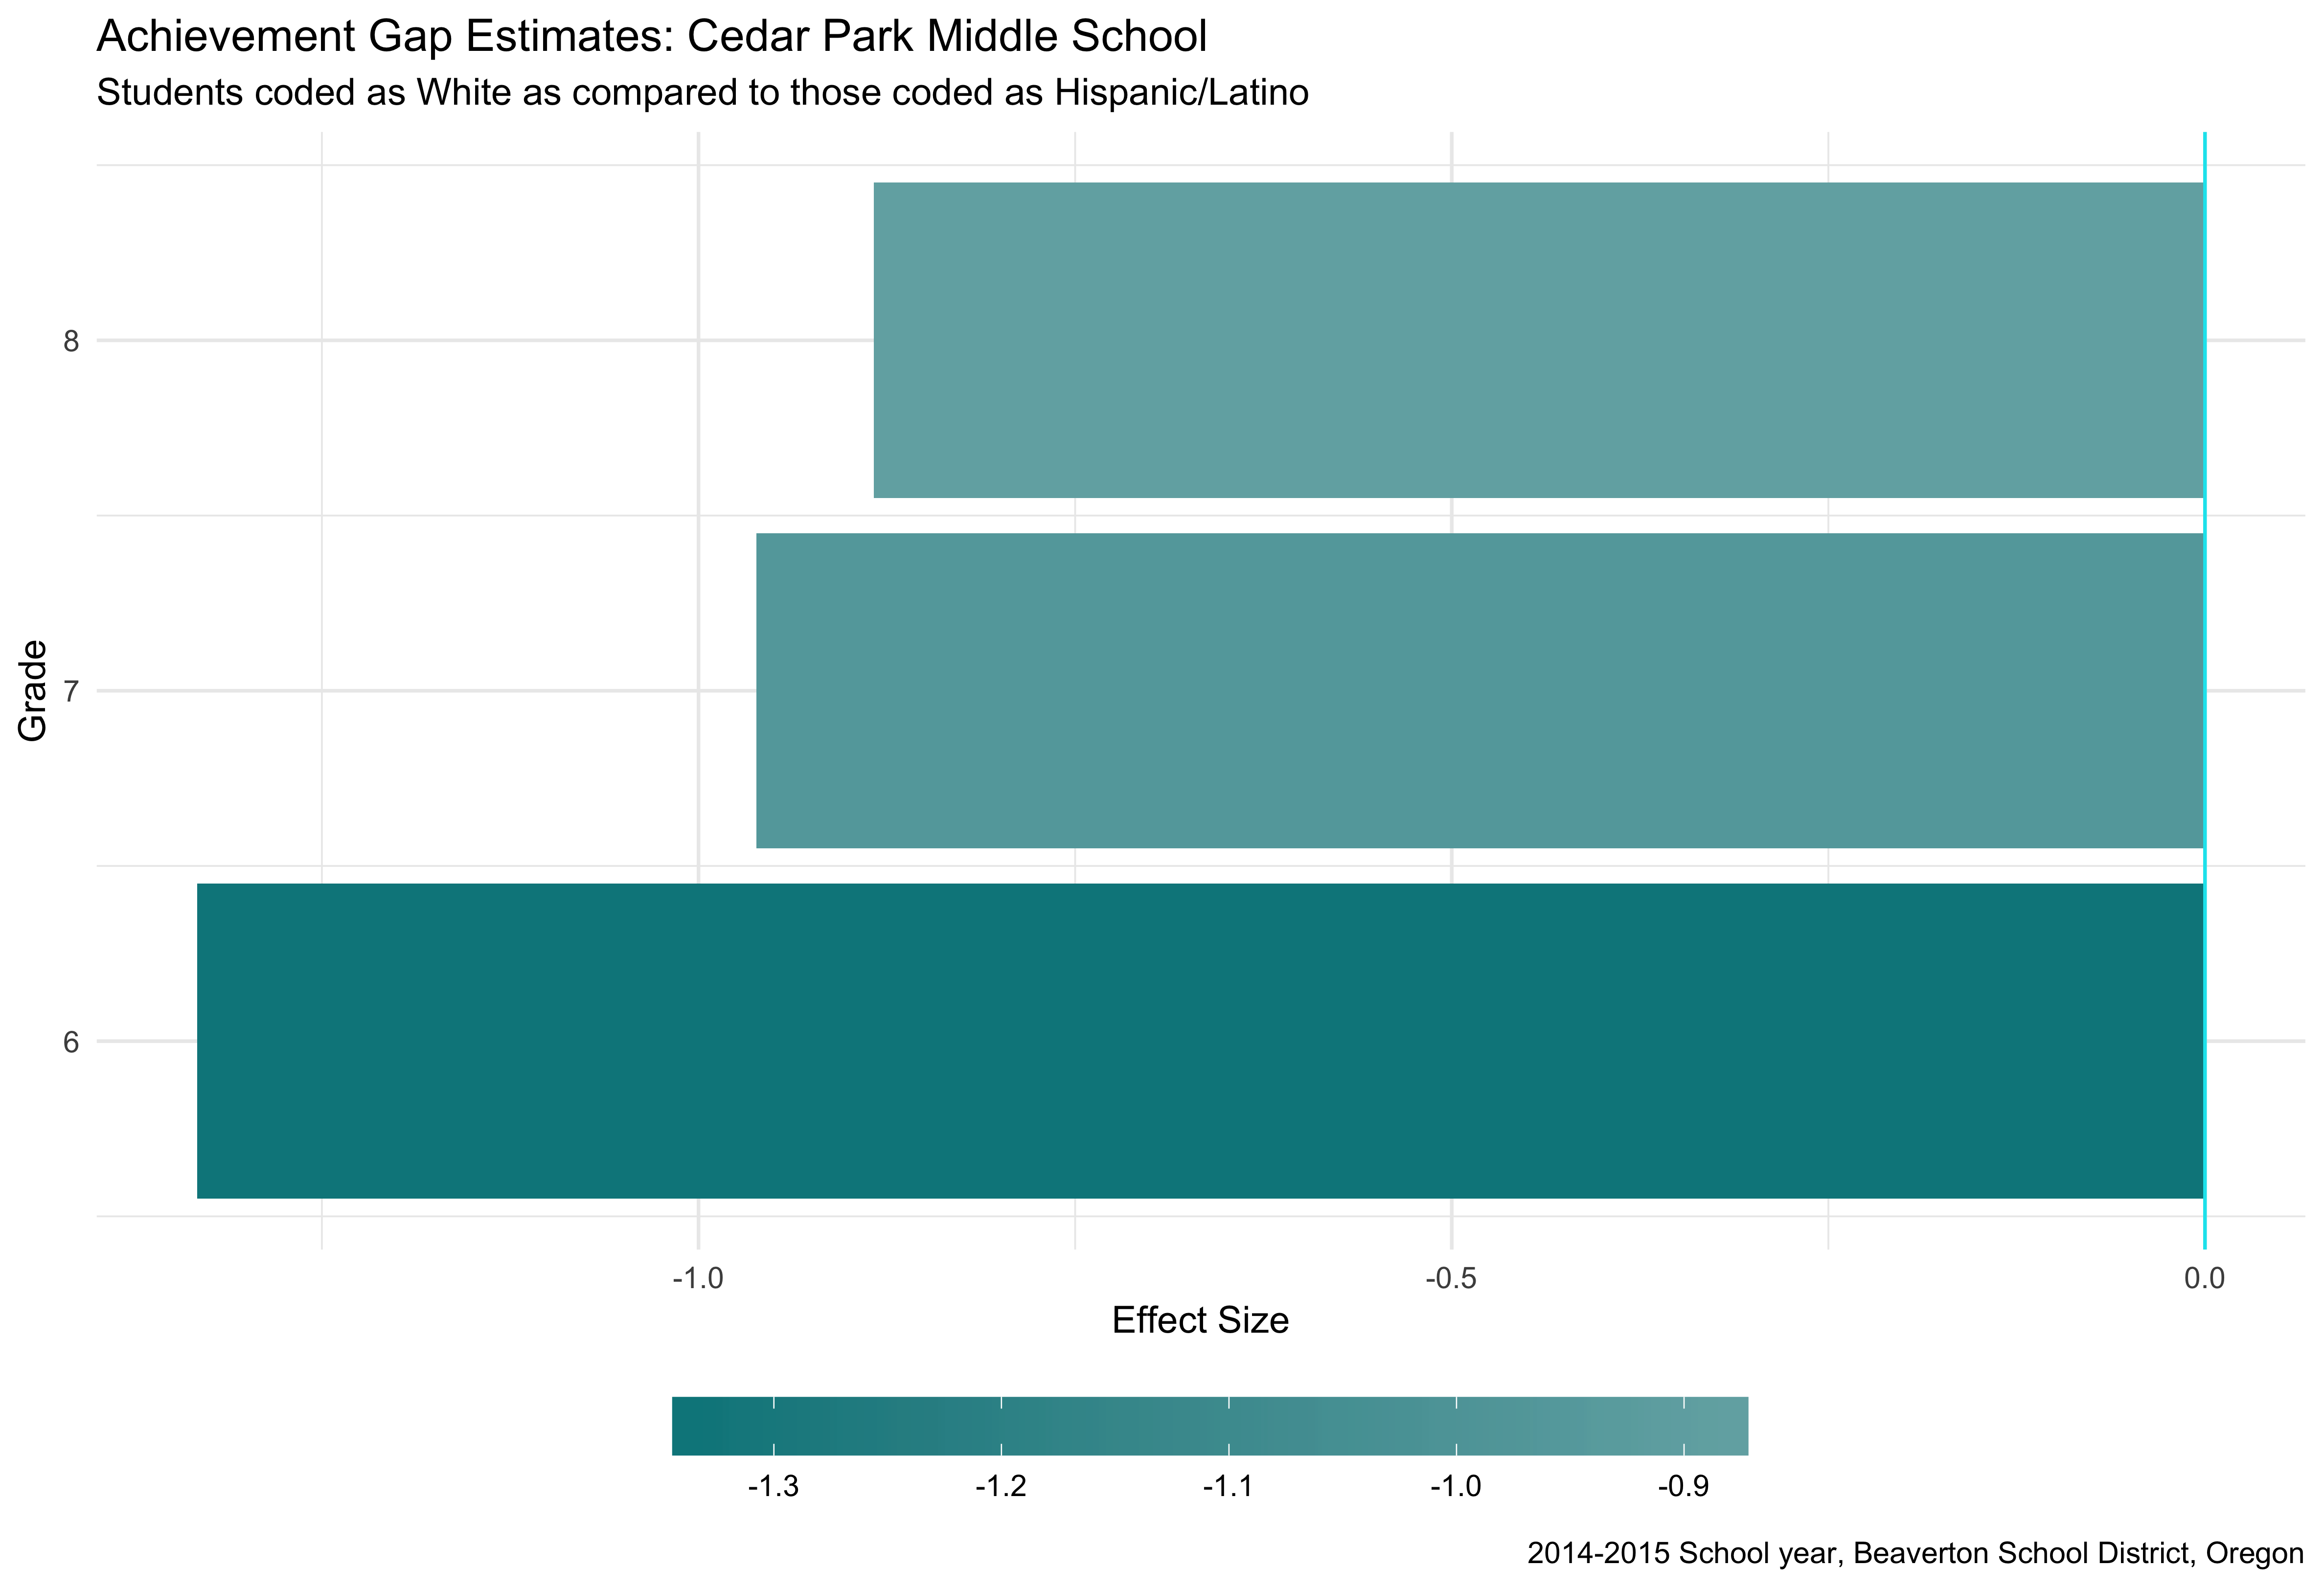 Achievement Gap Estimates: Cedar Park Middle School
Students coded as White as compared to those coded as Hispanic/Latino
Grade
8
7
6
-1.0
-0.5
0.0
Effect Size
-1.3
-1.2
-1.1
-1.0
-0.9
2014-2015 School year, Beaverton School District, Oregon